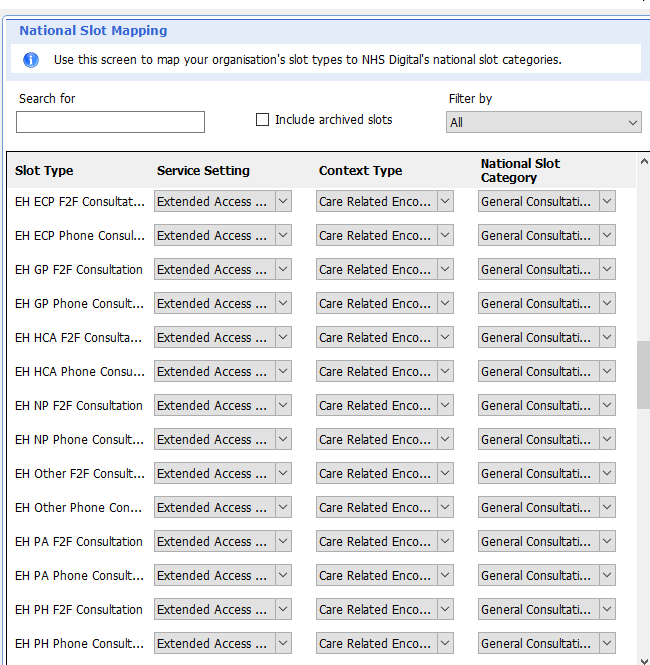 National Slot Mapping
Use this screen to map your organisation's slot types to NHS Digital's national slot categories.
Search for
Include archived slots
Filter by
All
Slot Type Service Setting Context Type National Slot Category
EH ECP F2F Consultat... Extended Access ... Care Related Enco... General Consultati...
EH ECP Phone Consul... Extended Access ... Care Related Enco... General Consultati...
EH GP F2F Consultation Extended Access ... Care Related Enco... General Consultati...
EH GP Phone Consult... Extended Access ... Care Related Enco... General Consultati...
EH HCA F2F Consulta... Extended Access ... Care Related Enco... General Consultati...
EH HCA Phone Consu... Extended Access ... Care Related Enco... General Consultati...
EH NP F2F Consultation Extended Access ... Care Related Enco... General Consultati...
EH NP Phone Consult... Extended Access ... Care Related Enco... General Consultati...
EH Other F2F Consult... Extended Access ... Care Related Enco... General Consultati...
EH Other Phone Con... Extended Access ... Care Related Enco... General Consultati...
EH PA F2F Consultation Extended Access ... Care Related Enco... General Consultati...
EH PA Phone Consult... Extended Access ... Care Related Enco... General Consultati...
EH PH F2F Consultation Extended Access ... Care Related Enco... General Consultati...
EH PH Phone Consult... Extended Access ... Care Related Enco... General Consultati...